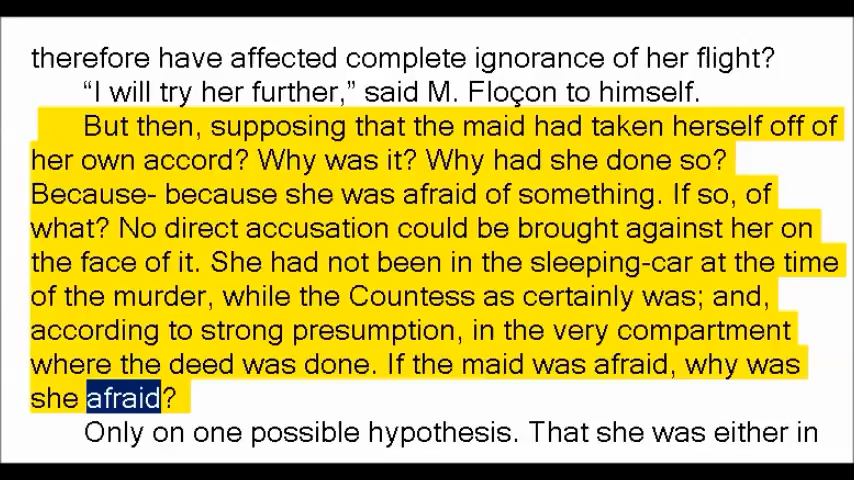 therefore have affected complete ignorance of her flight?
“I will try her further,” said M. Floçon to himself.
But then, supposing that the maid had taken herself off of
her own accord? Why was it? Why had she done so?
Because- because she was afraid of something. If so, of
what? No direct accusation could be brought against her on
the face of it. She had not been in the sleeping-car at the time
of the murder, while the Countess as certainly was; and,
according to strong presumption, in the very compartment
where the deed was done. If the maid was afraid, why was
she afraid?
Only on one possible hypothesis. That she was either in